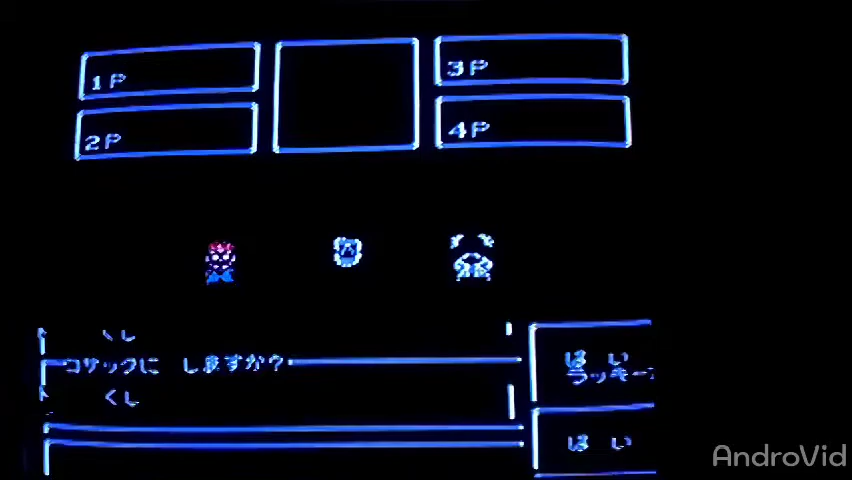 1P
3P
2P
4P
くし
コサックに しますか?
はい
ラッキー
くし
はい
AndroVid